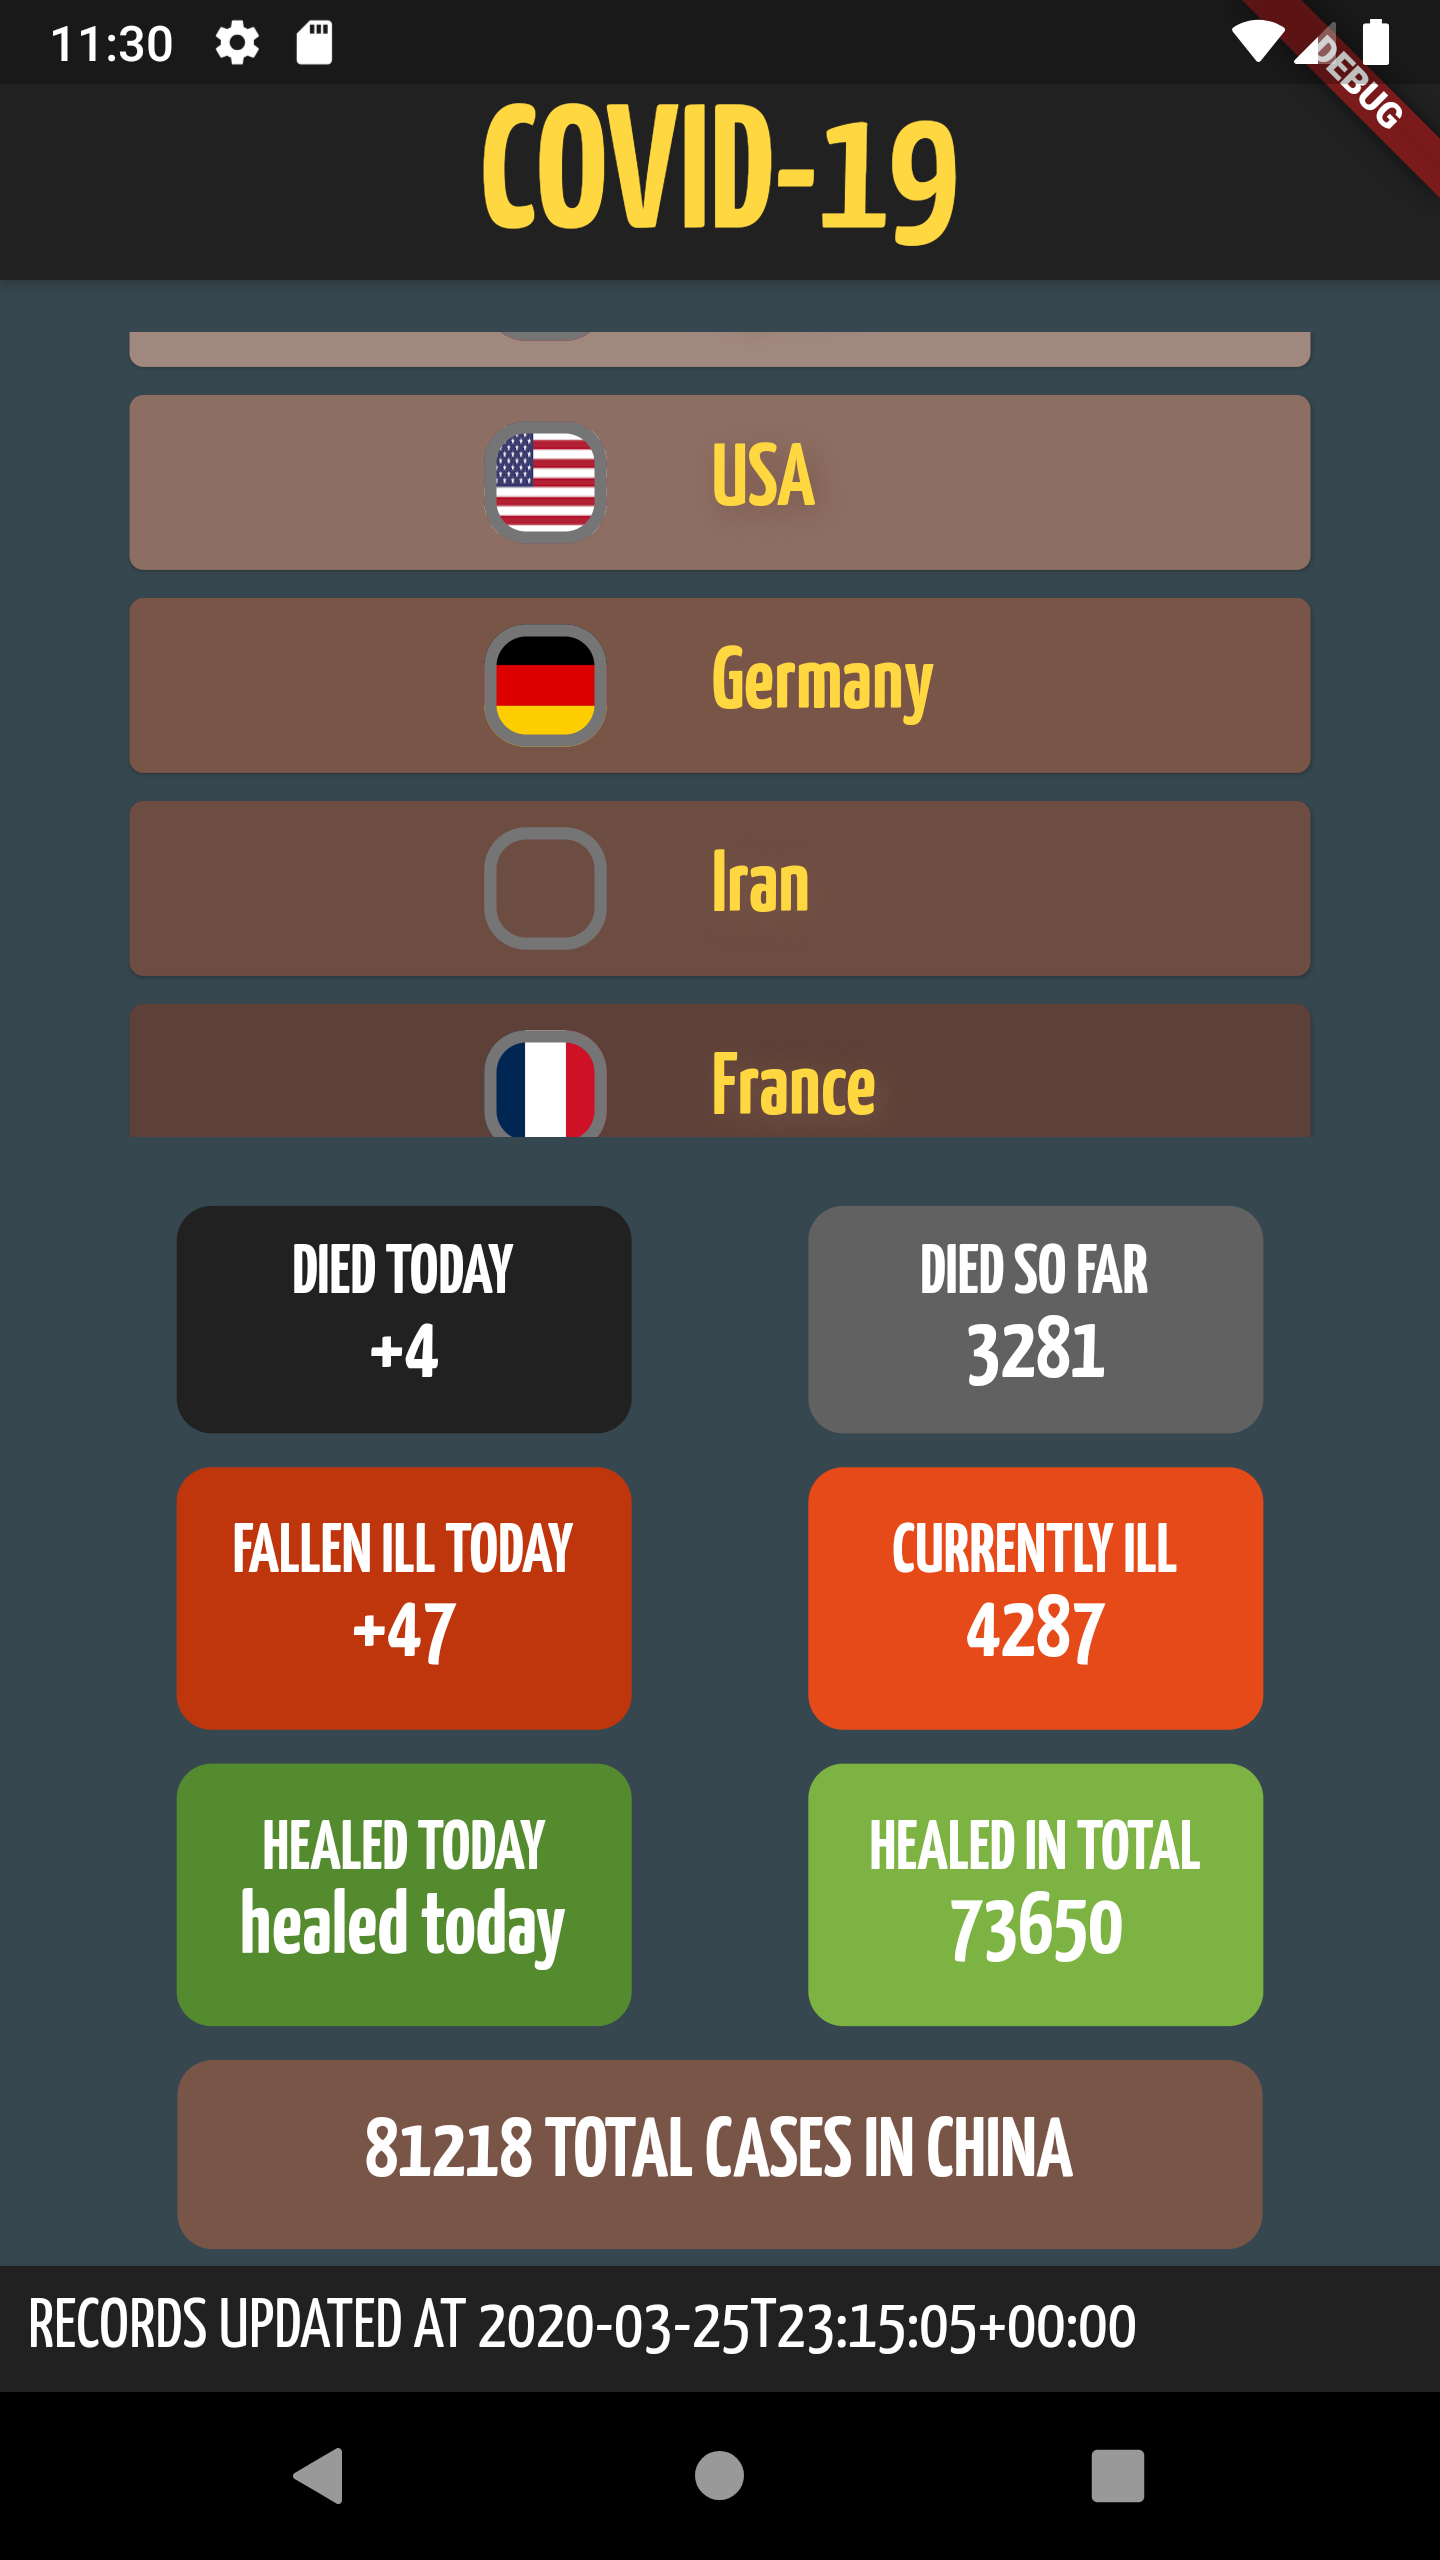 11:30
DEBUG
COVID-19
USA
Germany
Iran
France
DIED TODAY
+4
DIED SO FAR
3281
FALLEN ILL TODAY
+47
CURRENTLY ILL
4287
HEALED TODAY
healed today
HEALED IN TOTAL
73650
81218 TOTAL CASES IN CHINA
RECORDS UPDATED AT 2020-03-25T23:15:05+00:00